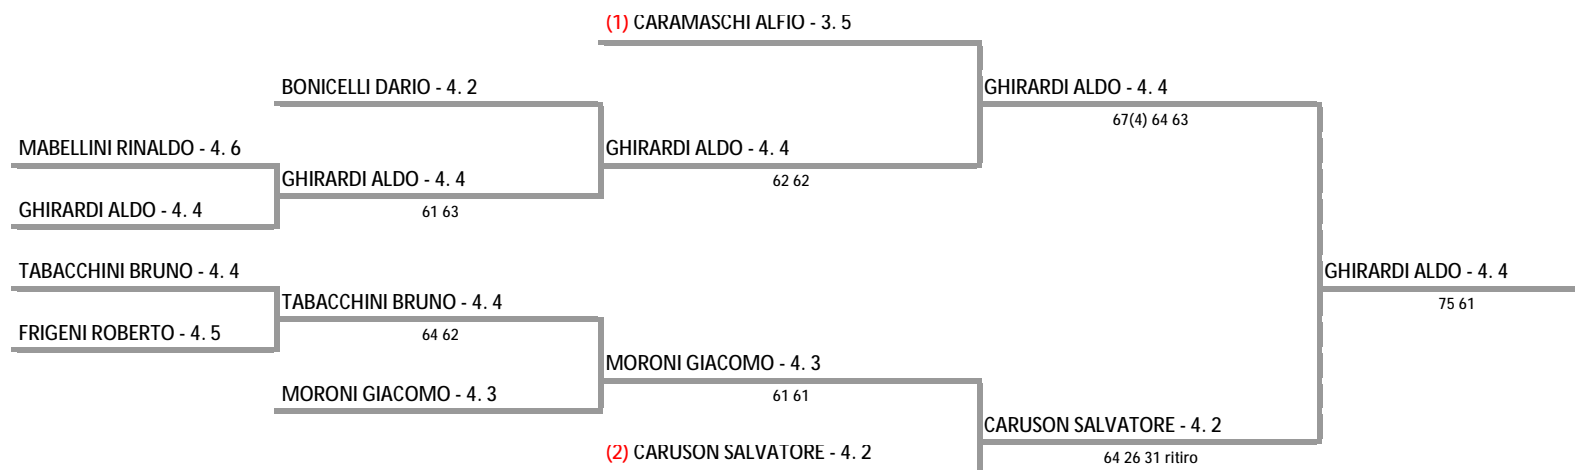 (1) CARAMASCHI ALFIO - 3. 5
BONICELLI DARIO - 4. 2
GHIRARDI ALDO - 4. 4
67(4) 64 63
MABELLINI RINALDO - 4. 6
GHIRARDI ALDO - 4. 4
62 62
GHIRARDI ALDO - 4. 4
61 63
GHIRARDI ALDO - 4. 4
TABACCHINI BRUNO - 4. 4
GHIRARDI ALDO - 4. 4
75 61
TABACCHINI BRUNO - 4. 4
64 62
FRIGENI ROBERTO - 4. 5
MORONI GIACOMO - 4. 3
61 61
MORONI GIACOMO - 4. 3
CARUSON SALVATORE - 4. 2
64 26 31 ritiro
(2) CARUSON SALVATORE - 4. 2